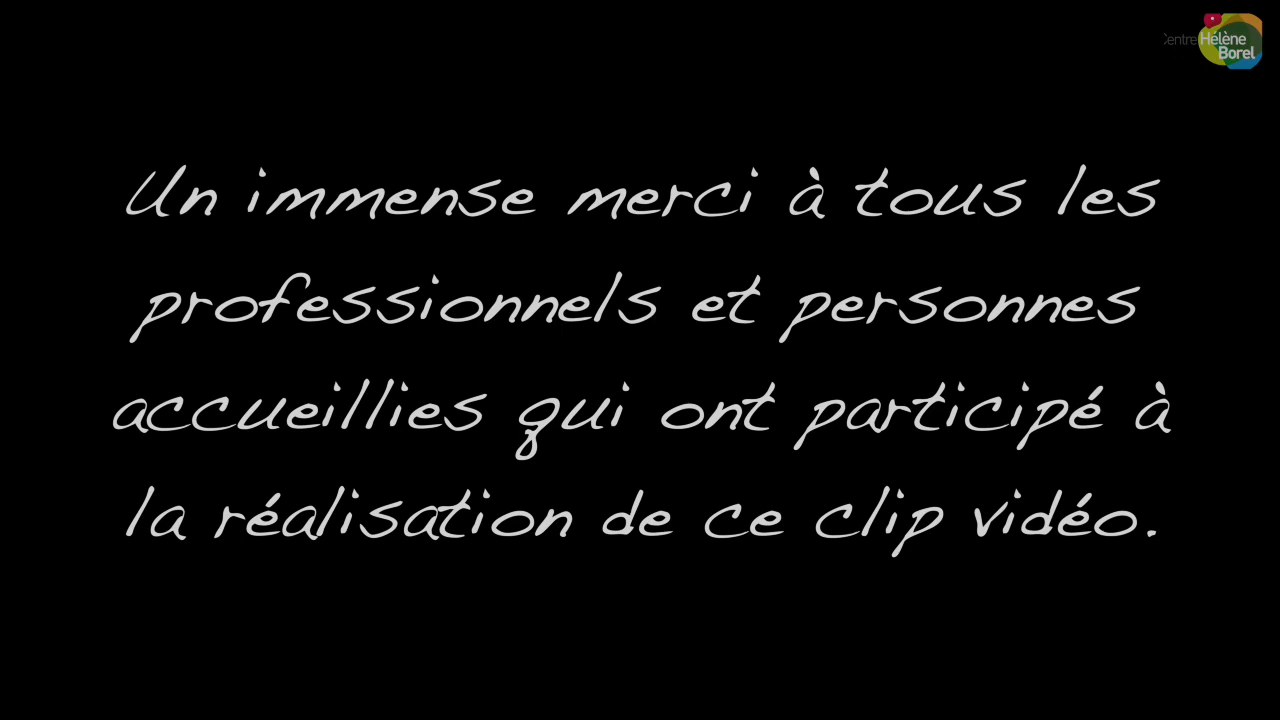 Centre Hélène
Borel
Un immense merci à tous les
professionnels et personnes
accueillies qui ont participé à
la réalisation de ce clip vidéo.